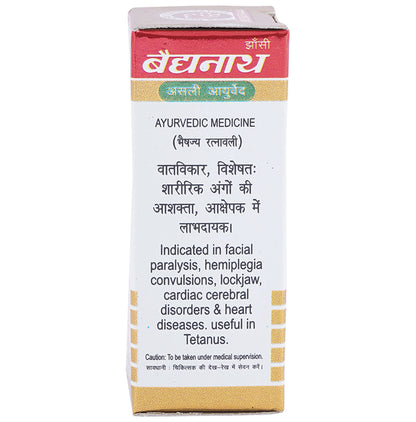 झाँसी
बैद्यनाथ
असली आयुर्वेद
AYURVEDIC MEDICINE
(भैषज्य रत्नावली)
वातविकार, विशेषतः
शारीरिक अंगों की
आशक्ता, आक्षेपक में
लाभदायक।
Indicated in facial
paralysis, hemiplegia
convulsions, lockjaw,
cardiac cerebral
disorders & heart
diseases. useful in
Tetanus.
Caution: To be taken under medical supervision.
सावधानी : चिकित्सक की देख-रेख में सेवन करें।